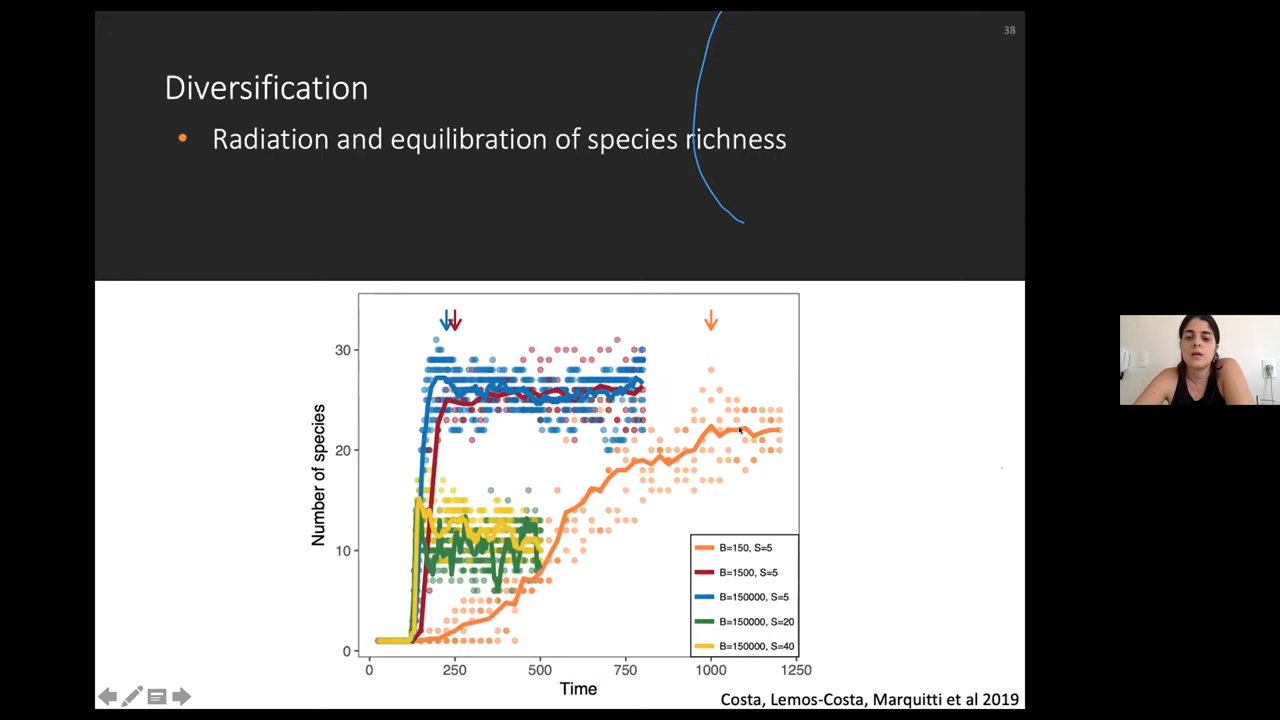 38
Diversification
• Radiation and equilibration of species richness
Number of species
30
20
10
0
B=150, S=5
B=1500, S=5
B=150000, S=5
B=150000, S=20
B=150000, S=40
0 250 500 750 1000 1250
Time
Costa, Lemos-Costa, Marquitti et al 2019